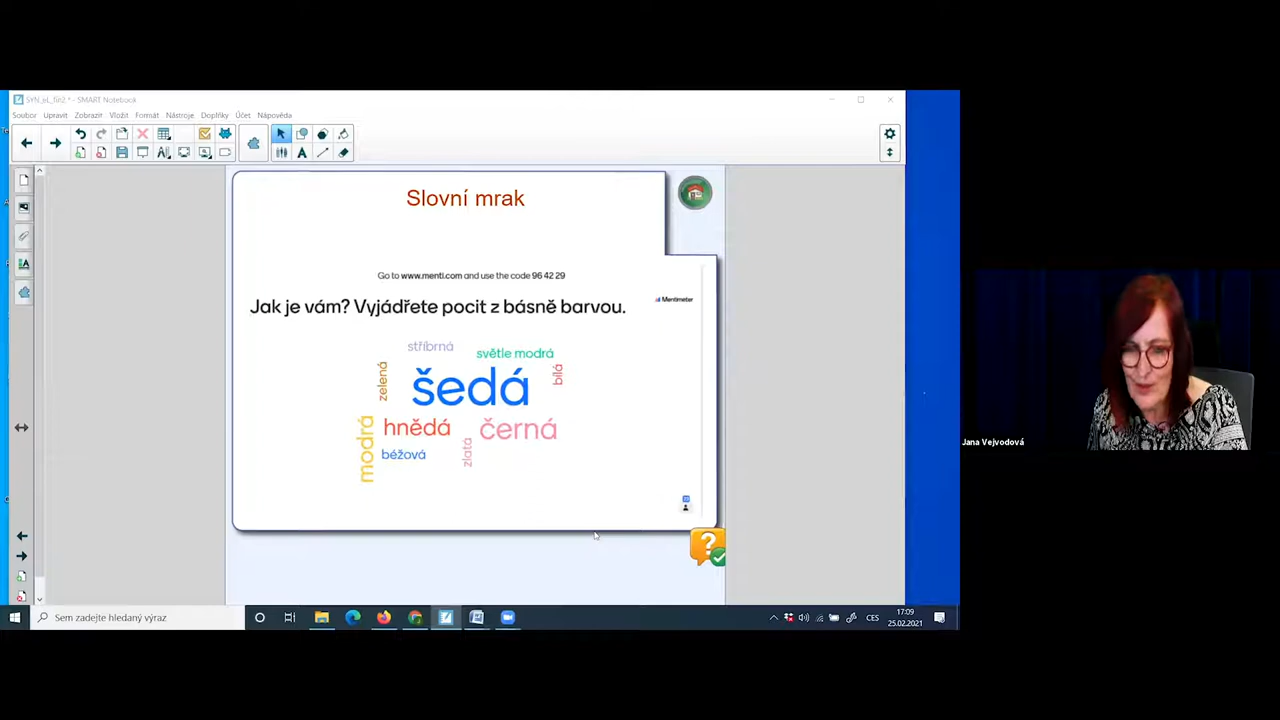 SYN_eL_fin2 * - SMART Notebook
Soubor Upravit Zobrazit Vložit Formát Nástroje Doplňky Účet Nápověda
Slovní mrak
Go to www.menti.com and use the code 96 42 29
Mentimeter
Jak je vám? Vyjádřete pocit z básně barvou.
stříbrná
světle modrá
zelená
šedá
bílá
modrá
hnědá
černá
béžová
zlatá
Jana Vejvodová
Sem zadejte hledaný výraz
CES
17:09
25.02.2021